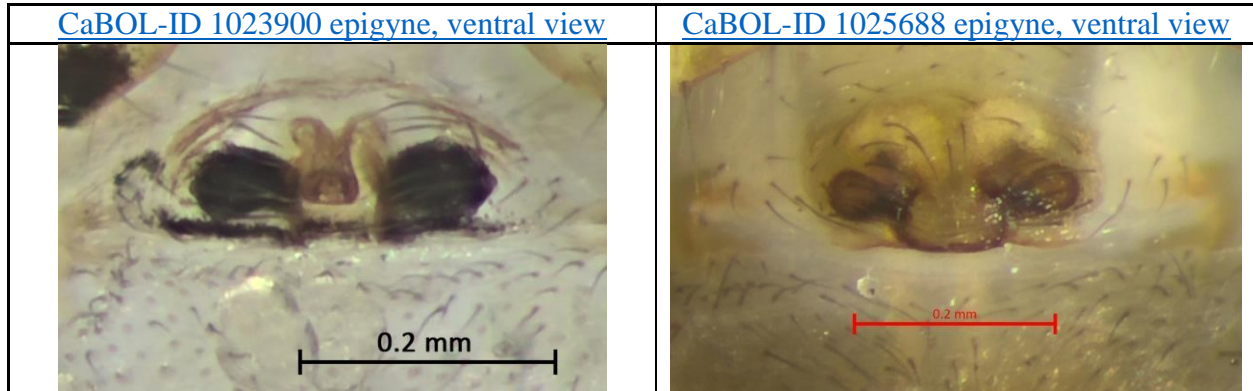 CaBOL-ID 1023900 epigyne, ventral view
CaBOL-ID 1025688 epigyne, ventral view
0.2 mm
0.2 mm